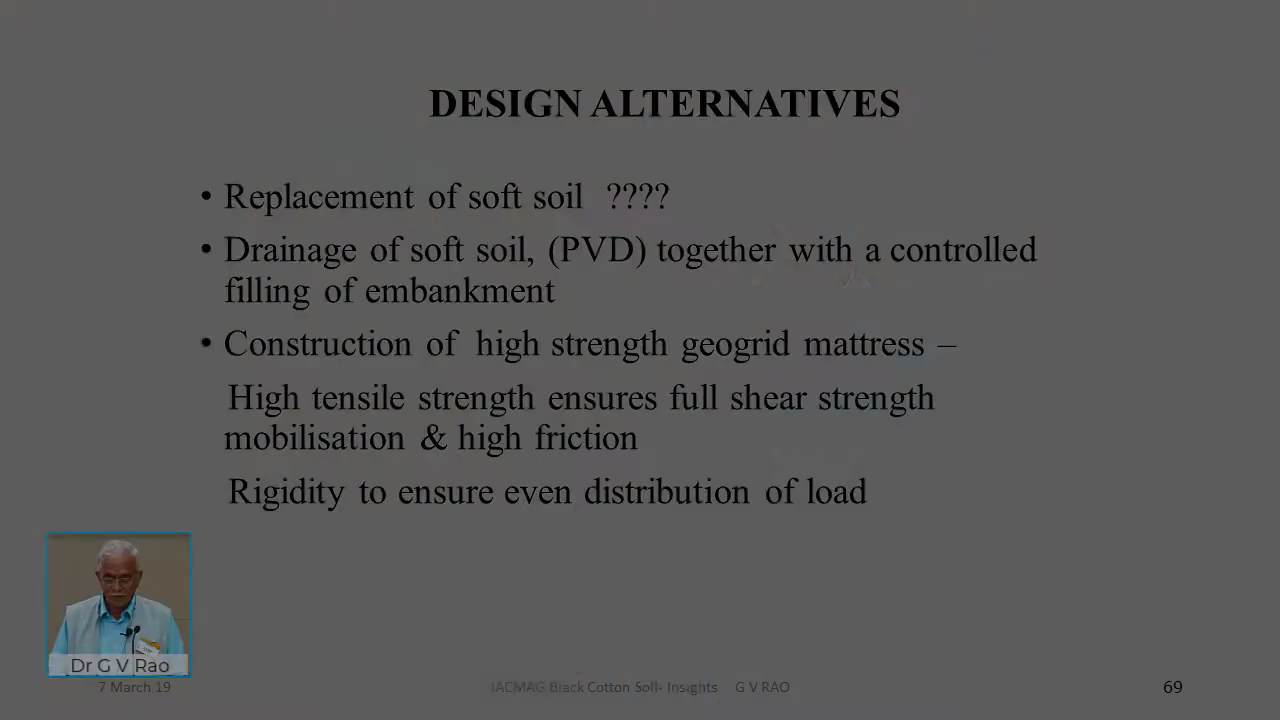 DESIGN ALTERNATIVES
• Replacement of soft soil ????
• Drainage of soft soil, (PVD) together with a controlled
filling of embankment
• Construction of high strength geogrid mattress –
High tensile strength ensures full shear strength
mobilisation & high friction
Rigidity to ensure even distribution of load
Dr G V Rao
7 March 19
IACMAG Black Cotton Soil- Insights G V RAO
69